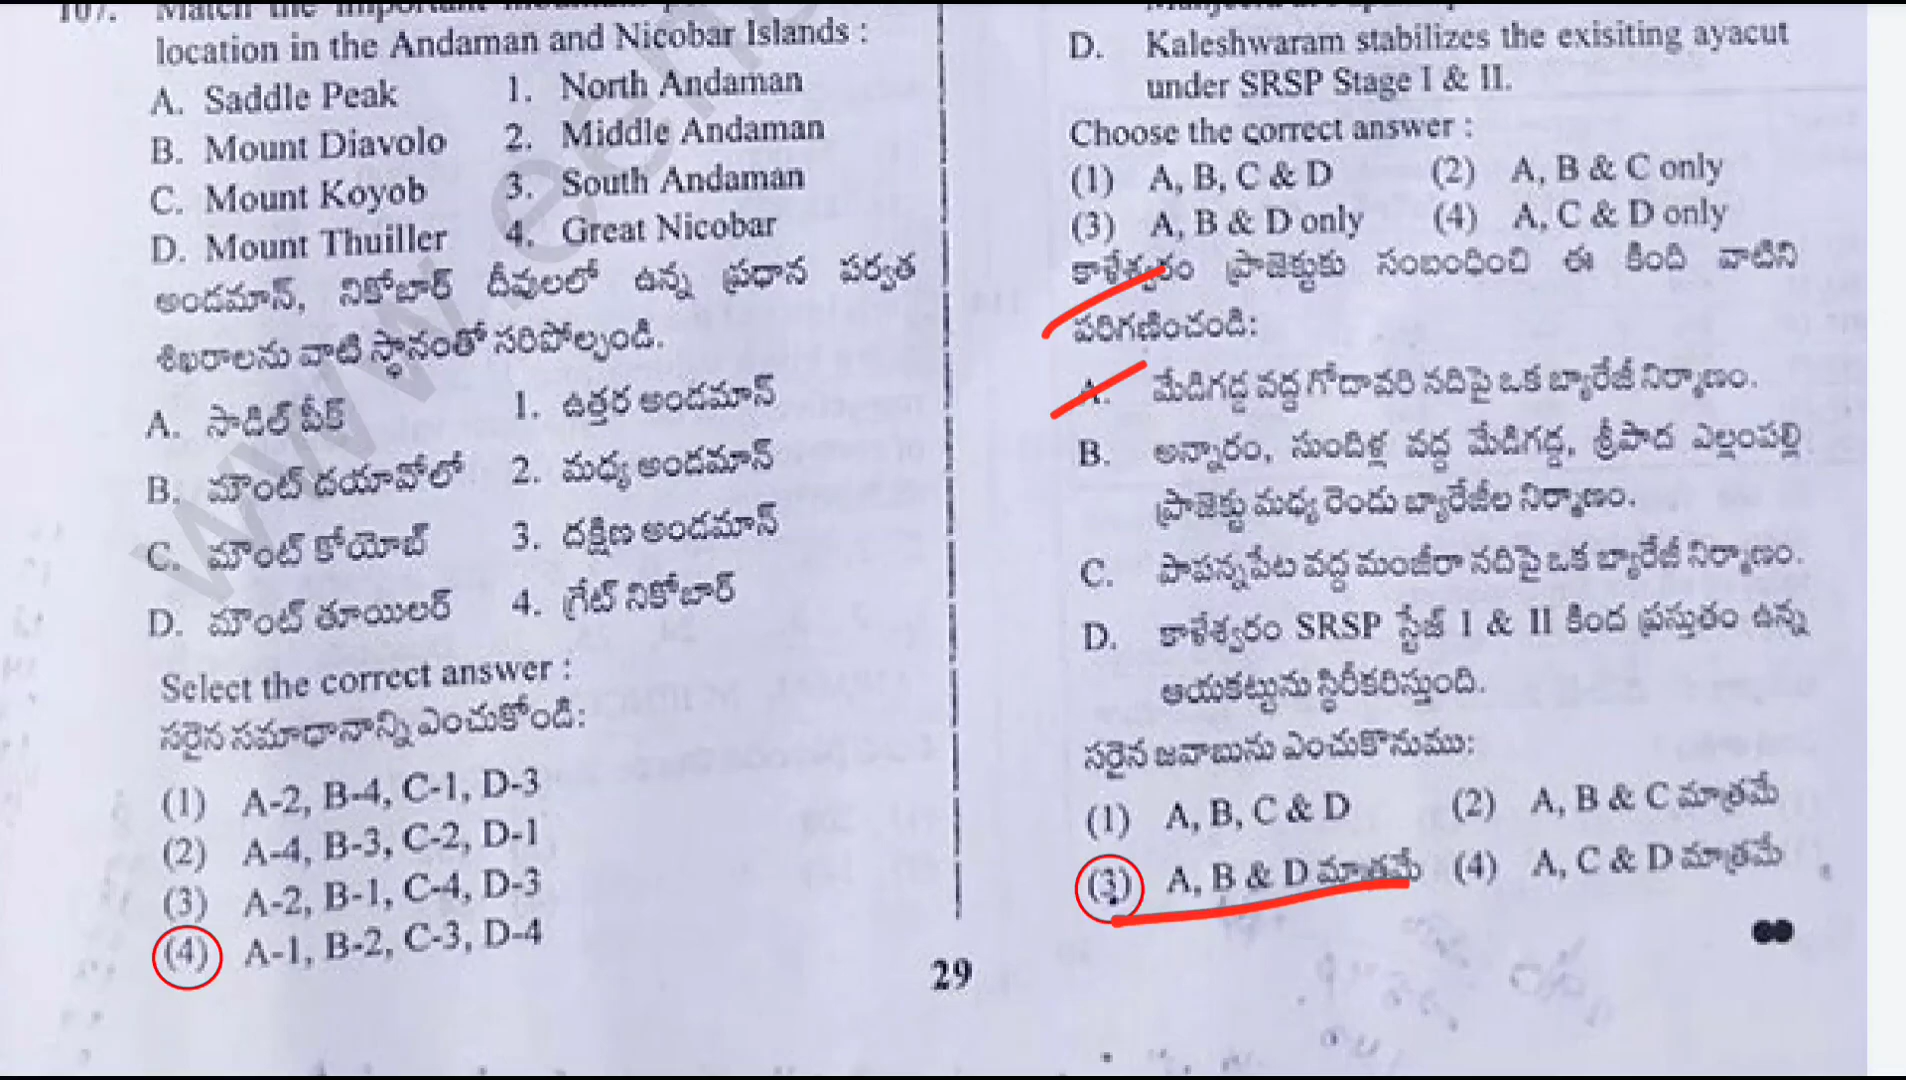 107. Match the important
location in the Andaman and Nicobar Islands :
A. Saddle Peak 1. North Andaman
B. Mount Diavolo 2. Middle Andaman
C. Mount Koyob 3. South Andaman
D. Mount Thuiller 4. Great Nicobar
అండమాన్, నికోబార్ దీవులలో ఉన్న ప్రధాన పర్వత
శిఖరాలను వాటి స్థానంతో సరిపోల్చండి.
A. సాడిల్ పీక్ 1. ఉత్తర అండమాన్
B. మౌంట్ దయావోలో 2. మధ్య అండమాన్
C. మౌంట్ కోయోబ్ 3. దక్షిణ అండమాన్
D. మౌంట్ తూయిలర్ 4. గ్రేట్ నికోబార్
Select the correct answer :
సరైన సమాధానాన్ని ఎంచుకోండి:
(1) A-2, B-4, C-1, D-3
(2) A-4, B-3, C-2, D-1
(3) A-2, B-1, C-4, D-3
(4) A-1, B-2, C-3, D-4
29
D. Kaleshwaram stabilizes the exisiting ayacut
under SRSP Stage I & II.
Choose the correct answer :
(1) A, B, C & D (2) A, B & C only
(3) A, B & D only (4) A, C & D only
కాళేశ్వరం ప్రాజెక్టుకు సంబంధించి ఈ కింది వాటిని
పరిగణించండి:
A. మేడిగడ్డ వద్ద గోదావరి నదిపై ఒక బ్యారేజీ నిర్మాణం.
B. అన్నారం, సుందిళ్ల వద్ద మేడిగడ్డ, శ్రీపాద ఎల్లంపల్లి
ప్రాజెక్టు మధ్య రెండు బ్యారేజీల నిర్మాణం.
C. పాపన్నపేట వద్ద మంజీరా నదిపై ఒక బ్యారేజీ నిర్మాణం.
D. కాళేశ్వరం SRSP స్టేజ్ I & II కింద ప్రస్తుతం ఉన్న
ఆయకట్టును స్థిరీకరిస్తుంది.
సరైన జవాబును ఎంచుకొనుము:
(1) A, B, C & D (2) A, B & C మాత్రమే
(3) A, B & D మాత్రమే (4) A, C & D మాత్రమే